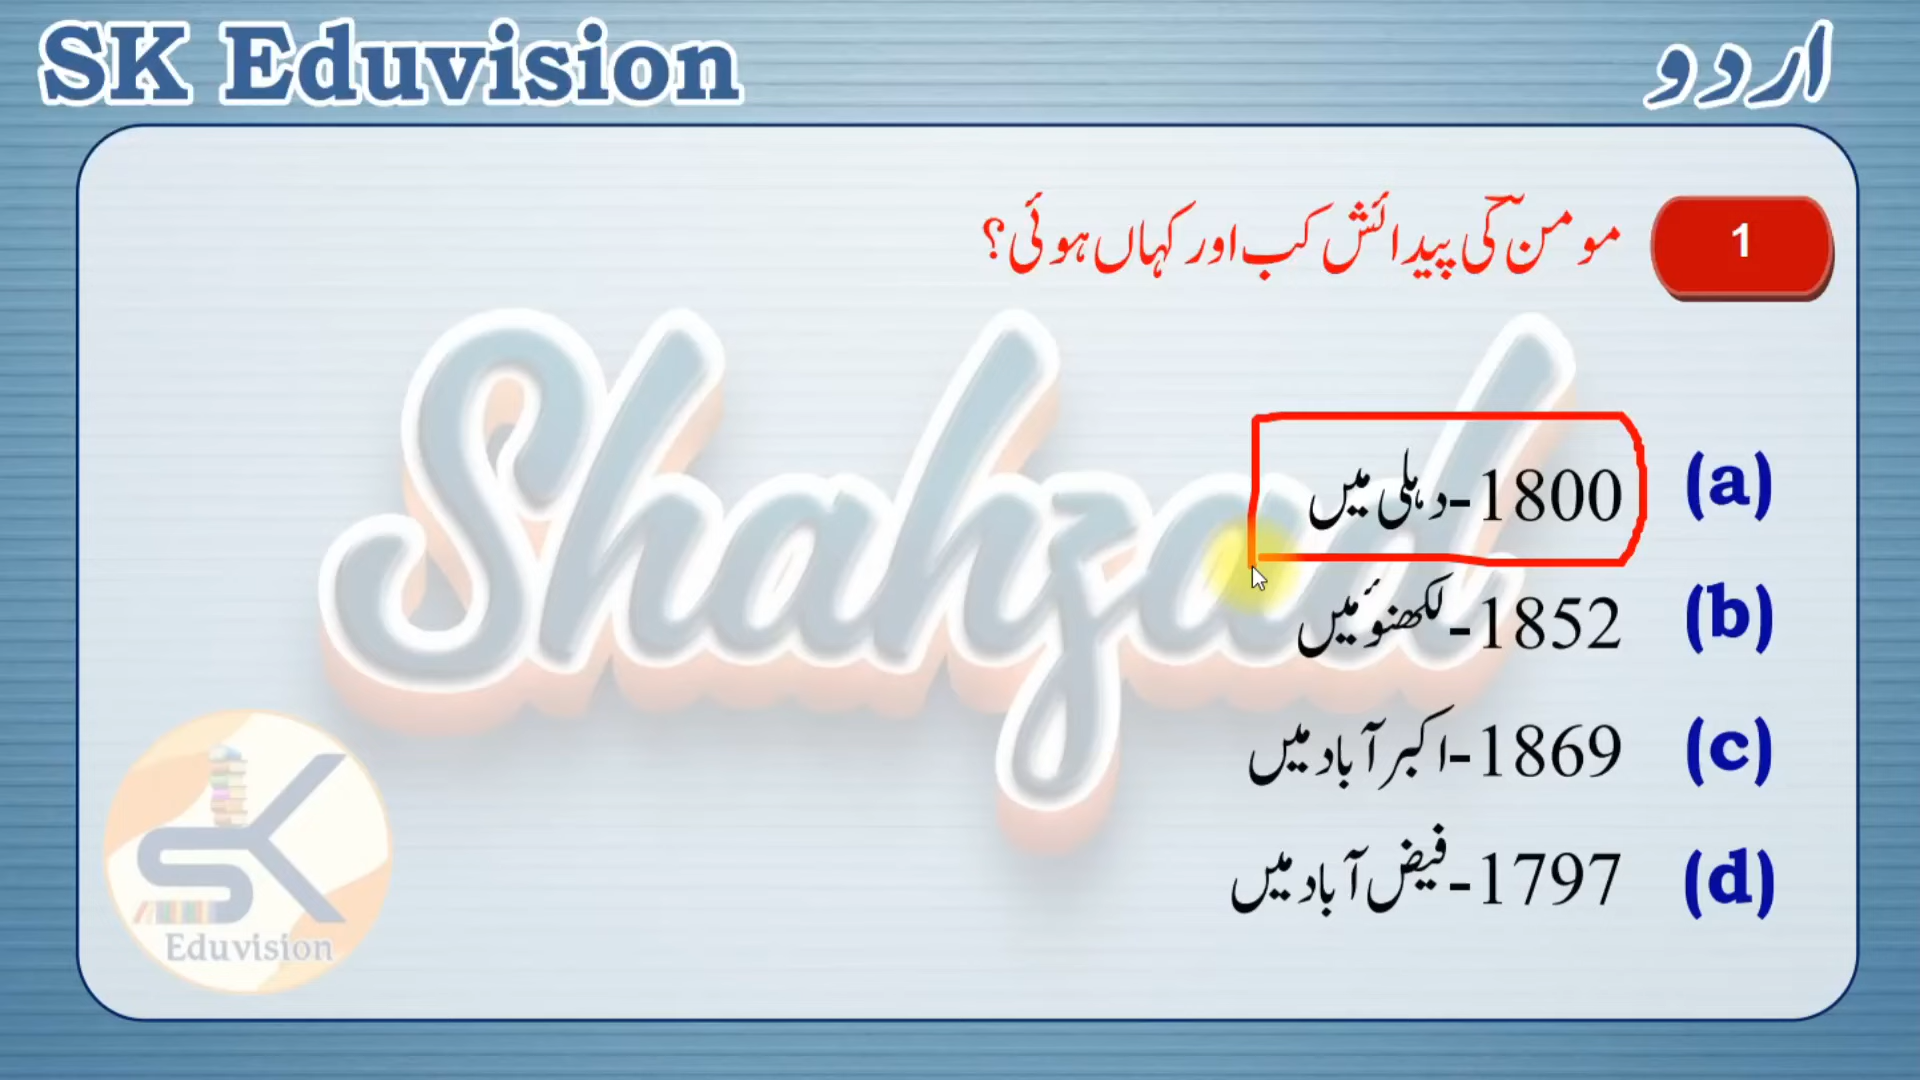 SK Eduvision
اردو
1
مومنؔ کی پیدائش کب اور کہاں ہوئی؟
(a) 1800-دہلی میں
(b) 1852-لکھنؤ میں
(c) 1869-اکبر آباد میں
(d) 1797-فیض آباد میں
Shahzad
SK
Eduvision